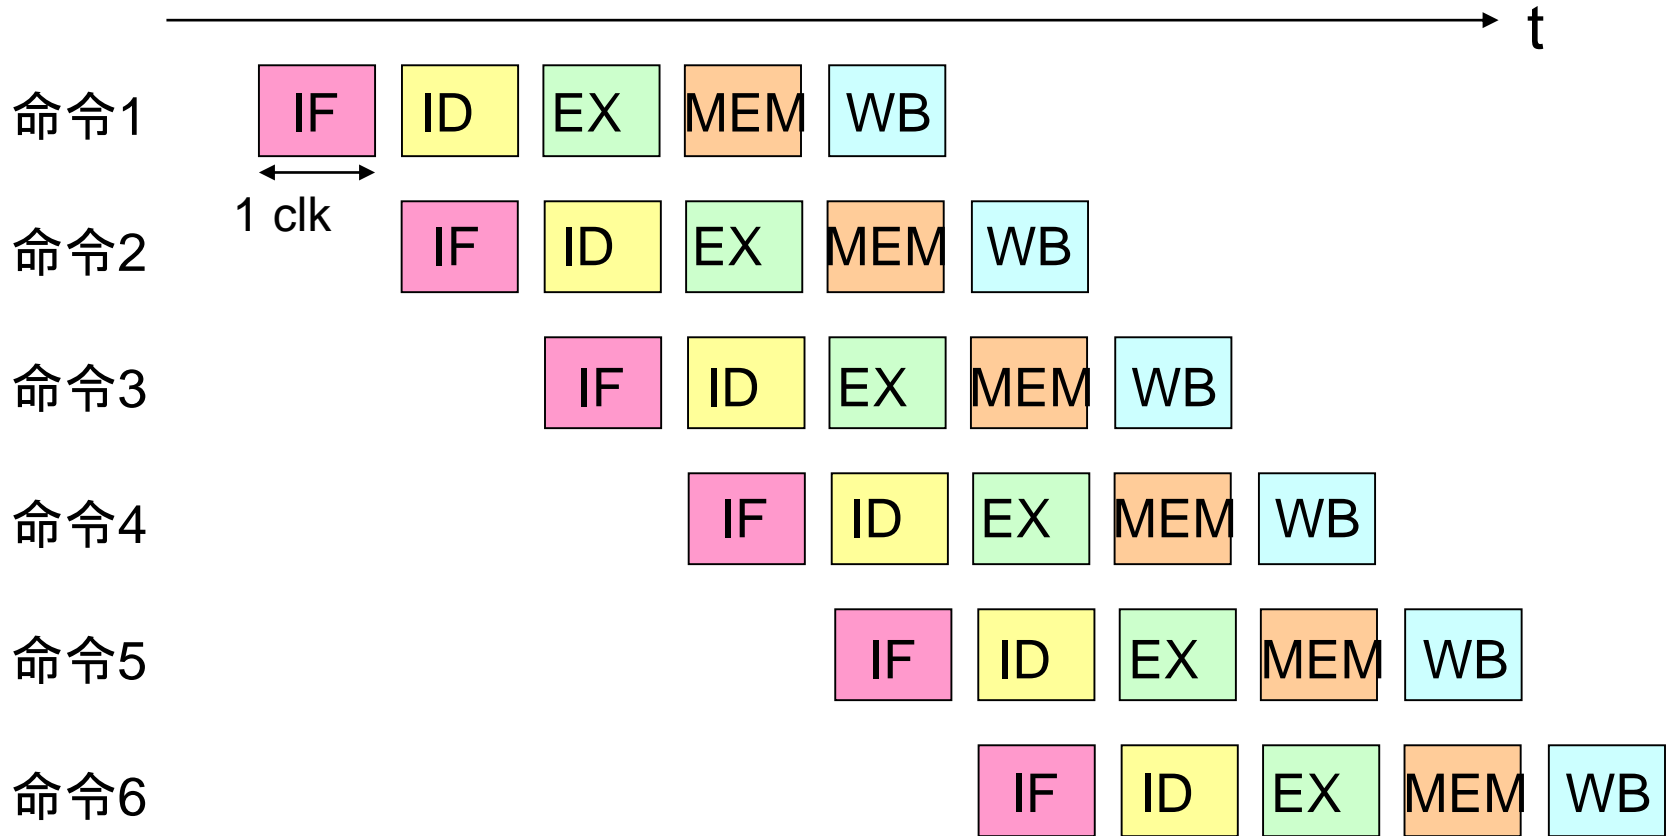 t
命令1 IF ID EX MEM WB
1 clk
命令2 IF ID EX MEM WB
命令3 IF ID EX MEM WB
命令4 IF ID EX MEM WB
命令5 IF ID EX MEM WB
命令6 IF ID EX MEM WB